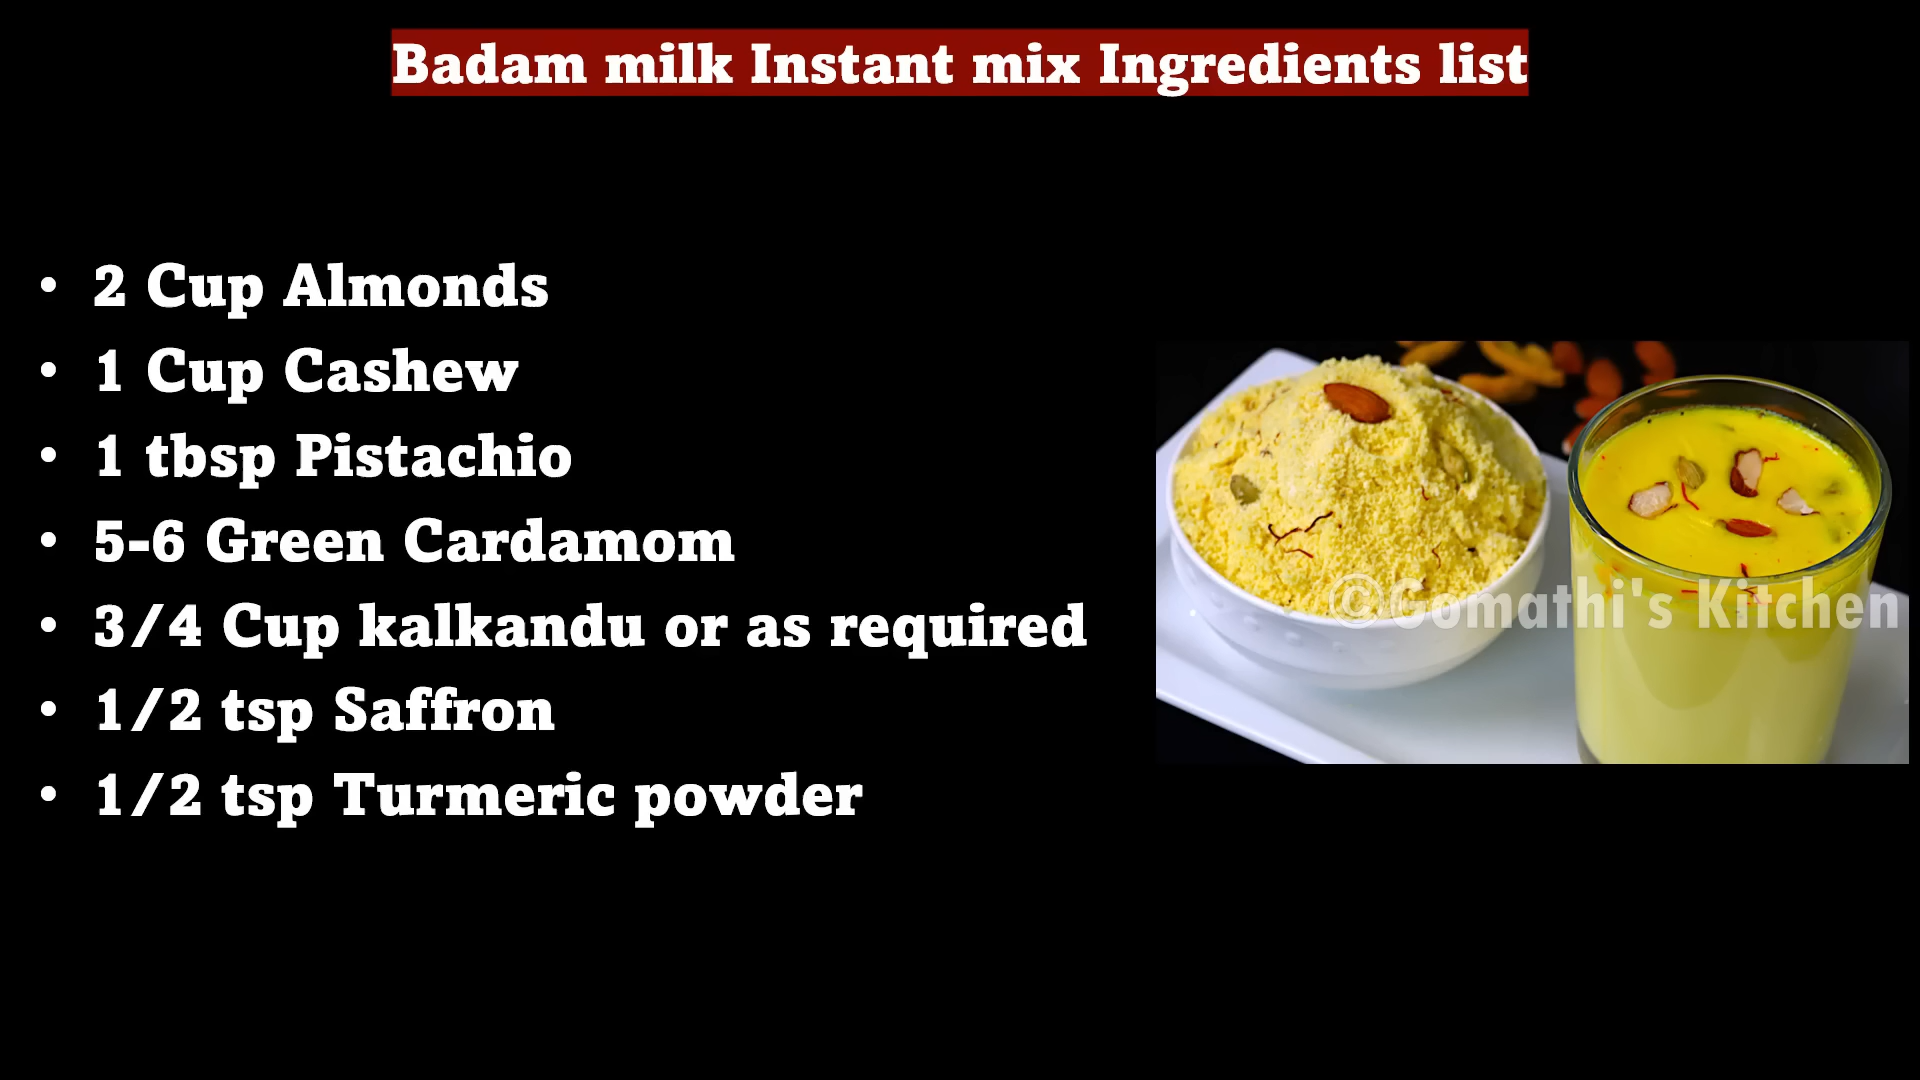 Badam milk Instant mix Ingredients list
• 2 Cup Almonds
• 1 Cup Cashew
• 1 tbsp Pistachio
• 5-6 Green Cardamom
• 3/4 Cup kalkandu or as required
• 1/2 tsp Saffron
• 1/2 tsp Turmeric powder
©Gomathi's Kitchen